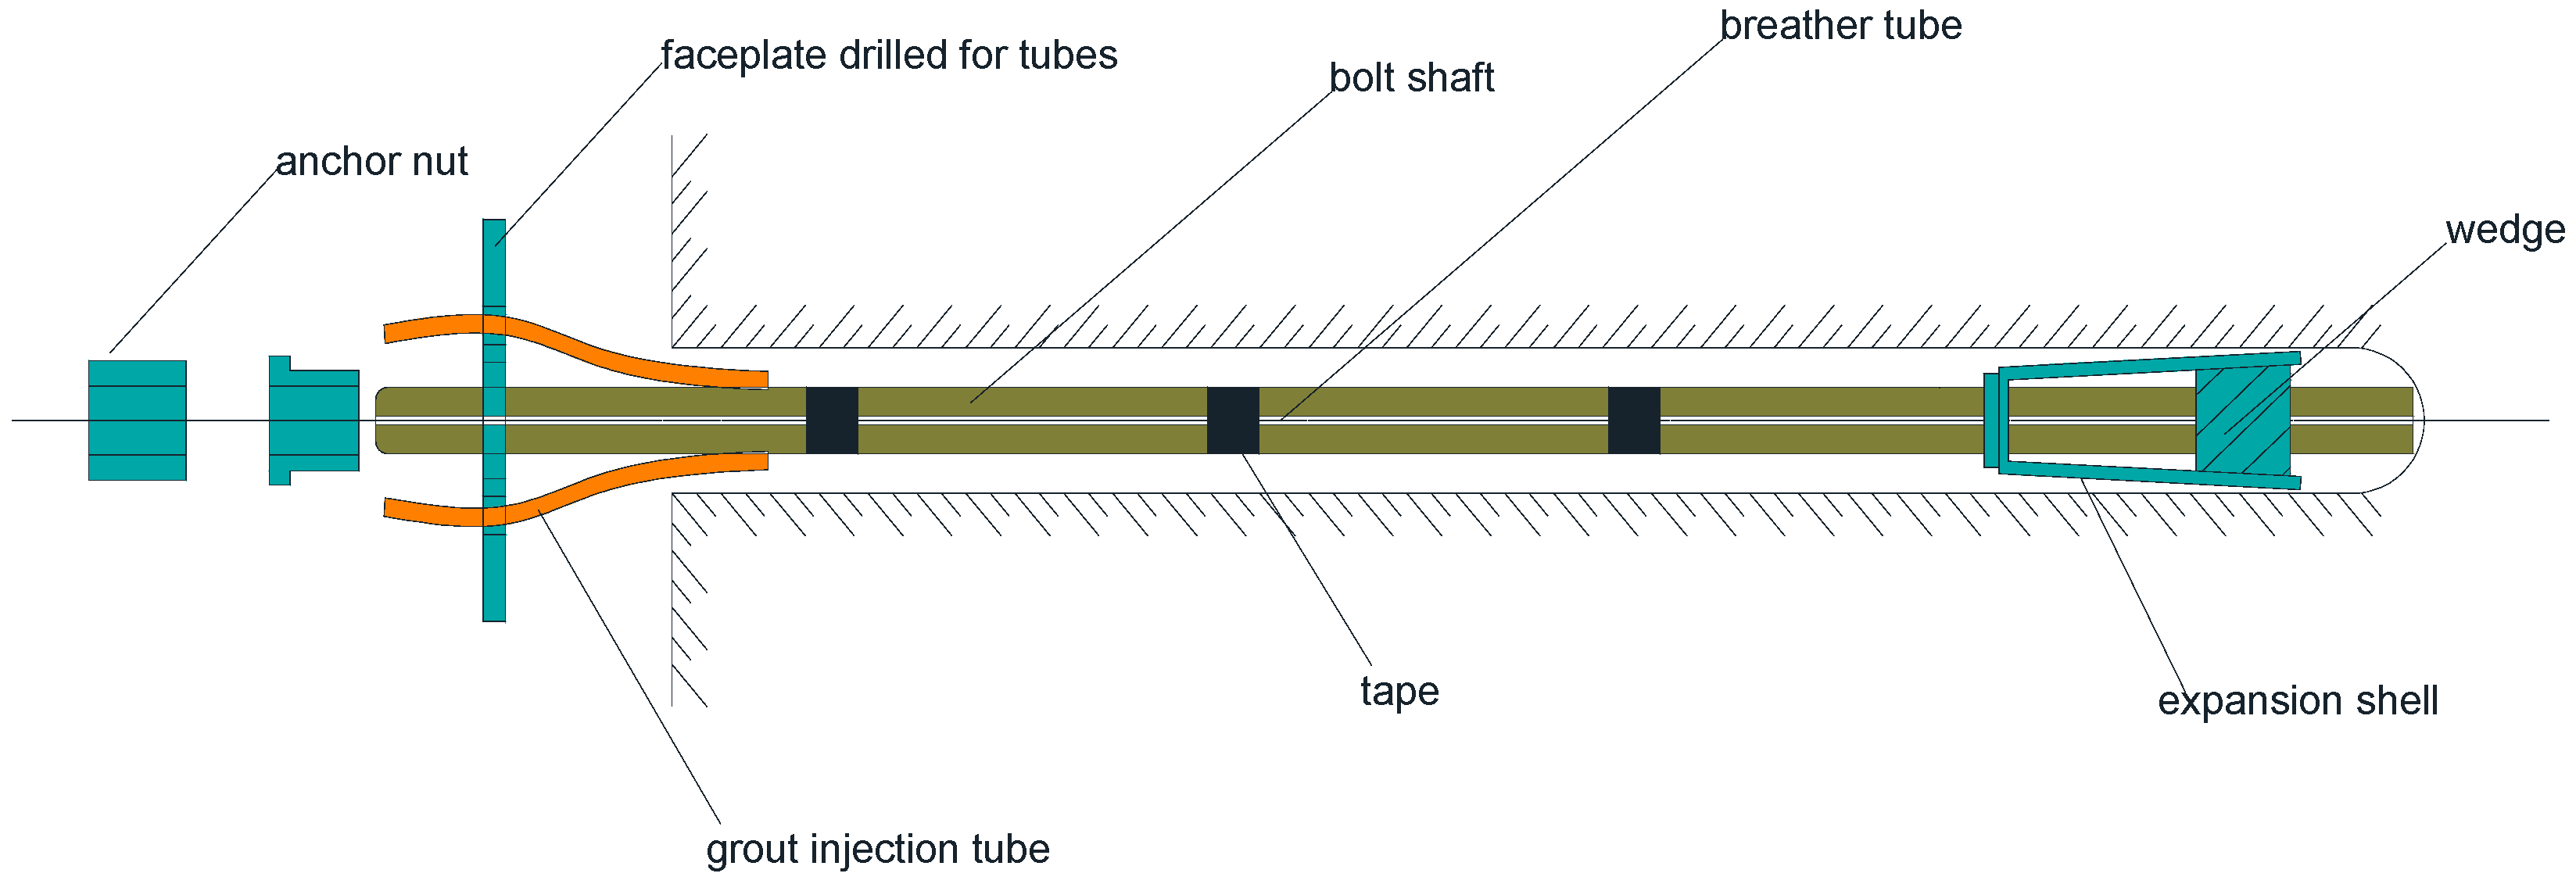 breather tube
faceplate drilled for tubes
bolt shaft
anchor nut
wedge
tape
expansion shell
grout injection tube